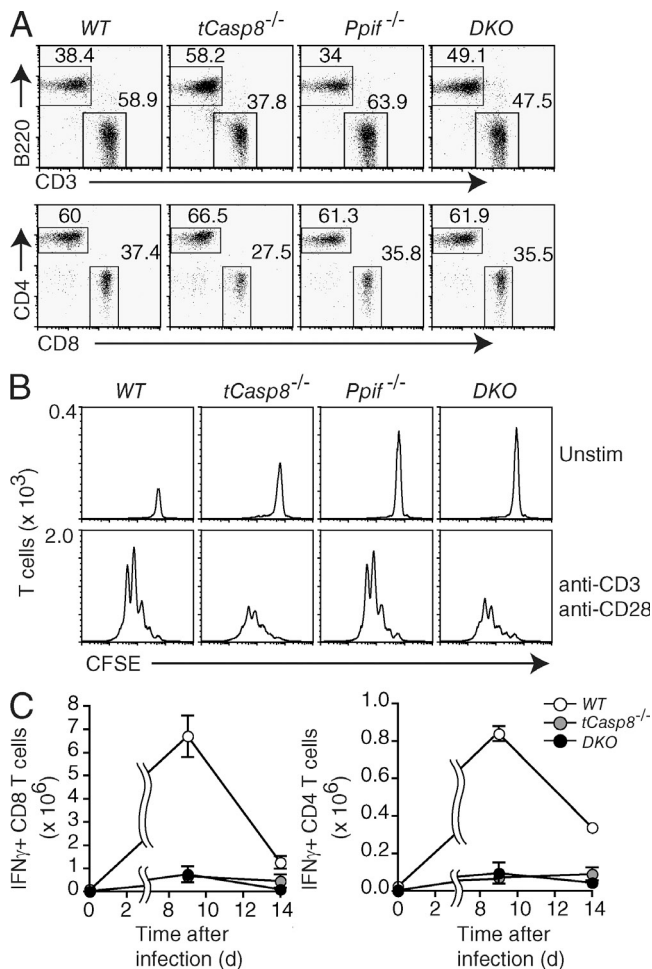 A
WT tCasp8-/- Ppif-/- DKO
38.4 58.2 34 49.1
58.9 37.8 63.9 47.5
B220
CD3
60 66.5 61.3 61.9
37.4 27.5 35.8 35.5
CD4
CD8
B
WT tCasp8-/- Ppif-/- DKO
0.4
Unstim
T cells (x 10³)
2.0
anti-CD3
anti-CD28
0
CFSE
C
IFNγ+ CD8 T cells
(x 10⁶)
8
7
6
5
4
3
2
1
0
0 2 8 10 12 14
Time after
infection (d)
IFNγ+ CD4 T cells
(x 10⁶)
1.0
0.8
0.6
0.4
0.2
0.0
0 2 8 10 12 14
Time after
infection (d)
WT
tCasp8-/-
DKO